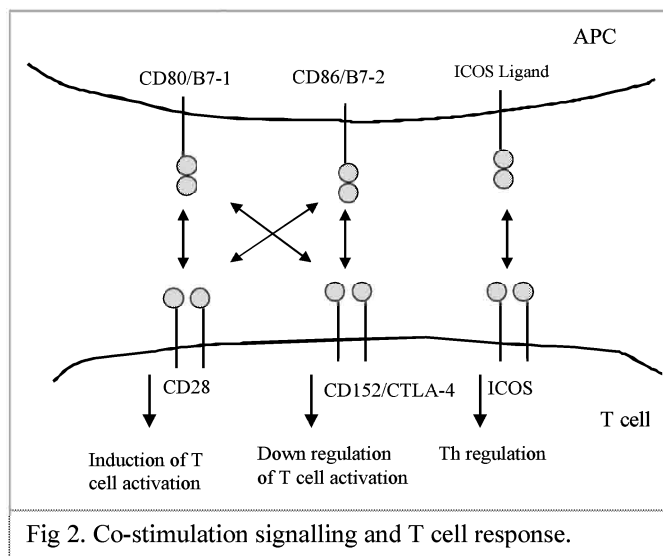 APC
CD80/B7-1
CD86/B7-2
ICOS Ligand
CD28
CD152/CTLA-4
ICOS
T cell
Induction of T
cell activation
Down regulation
of T cell activation
Th regulation
Fig 2. Co-stimulation signalling and T cell response.